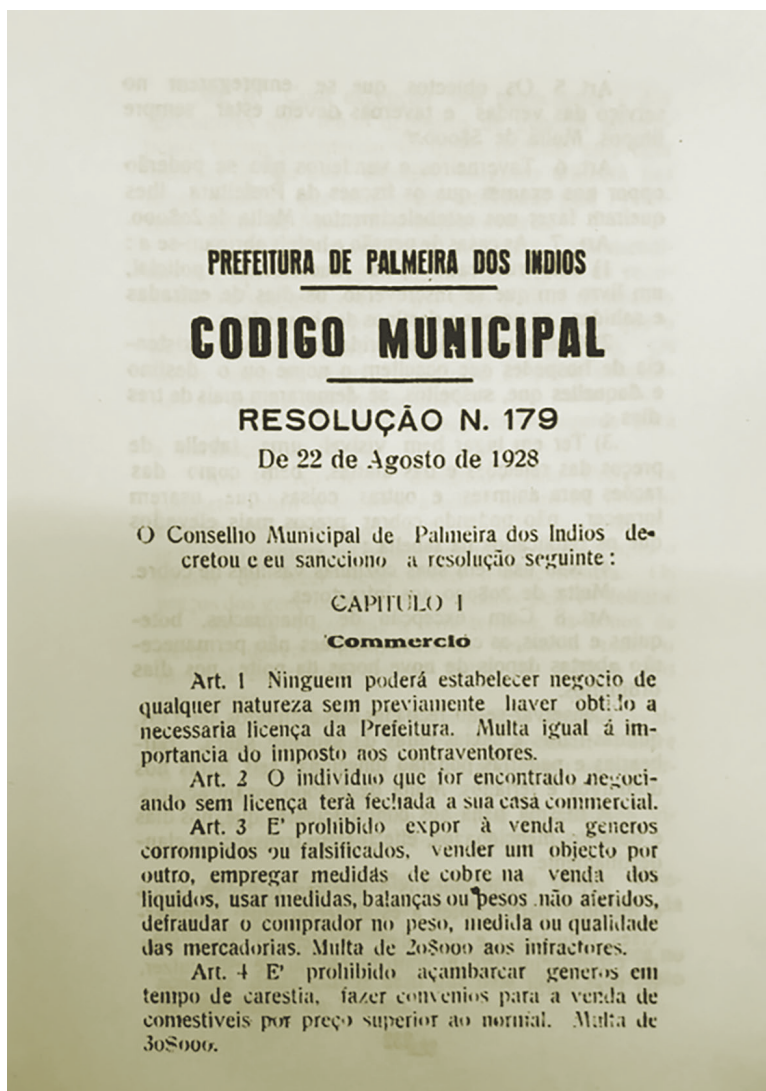 PREFEITURA DE PALMEIRA DOS INDIOS
CODIGO MUNICIPAL
RESOLUÇÃO N. 179
De 22 de Agosto de 1928
O Conselho Municipal de Palmeira dos Indios de-
cretou e eu sancciono a resolução seguinte :
CAPITULO I
Commercio
Art. 1 Ninguem poderá estabelecer negocio de
qualquer natureza sem previamente haver obtido a
necessaria licença da Prefeitura. Multa igual á im-
portancia do imposto aos contraventores.
Art. 2 O individuo que for encontrado negoci-
ando sem licença terà fechada a sua casa commercial.
Art. 3 E' prohibido expor à venda generos
corrompidos ou falsificados, vender um objecto por
outro, empregar medidas de cobre na venda dos
liquidos, usar medidas, balanças ou pesos não aferidos,
defraudar o comprador no peso, medida ou qualidade
das mercadorias. Multa de 20$000 aos infractores.
Art. 4 E' prohibido açambarcar generos em
tempo de carestia, fazer convenios para a venda de
comestiveis por preço superior ao normal. Multa de
30$000.